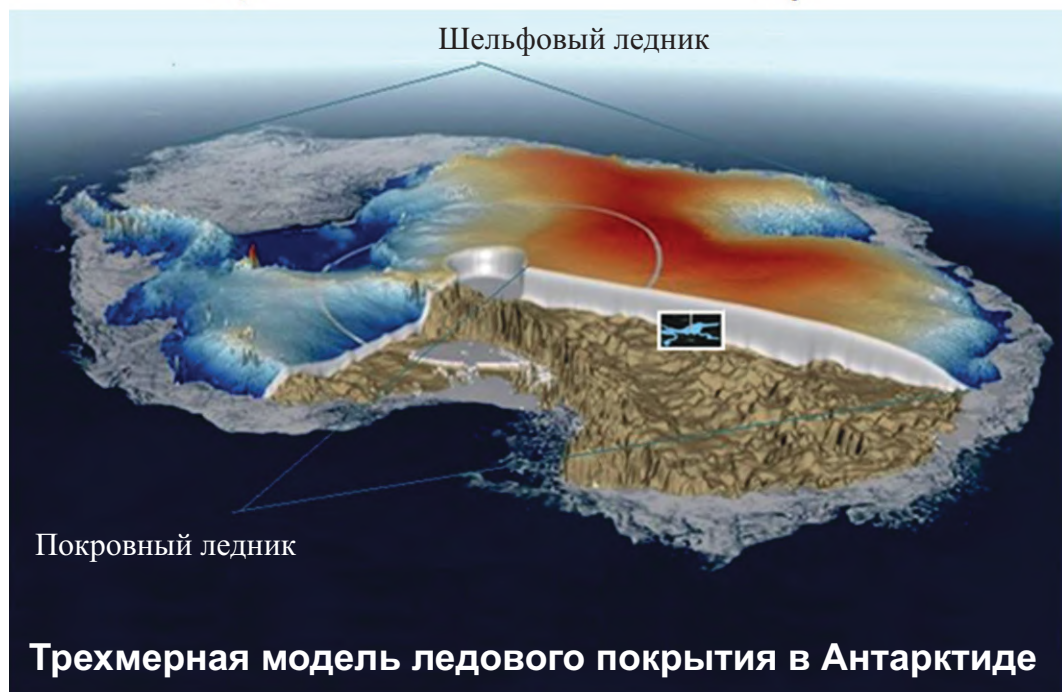 Шельфовый ледник
Покровный ледник
Трехмерная модель ледового покрытия в Антарктиде